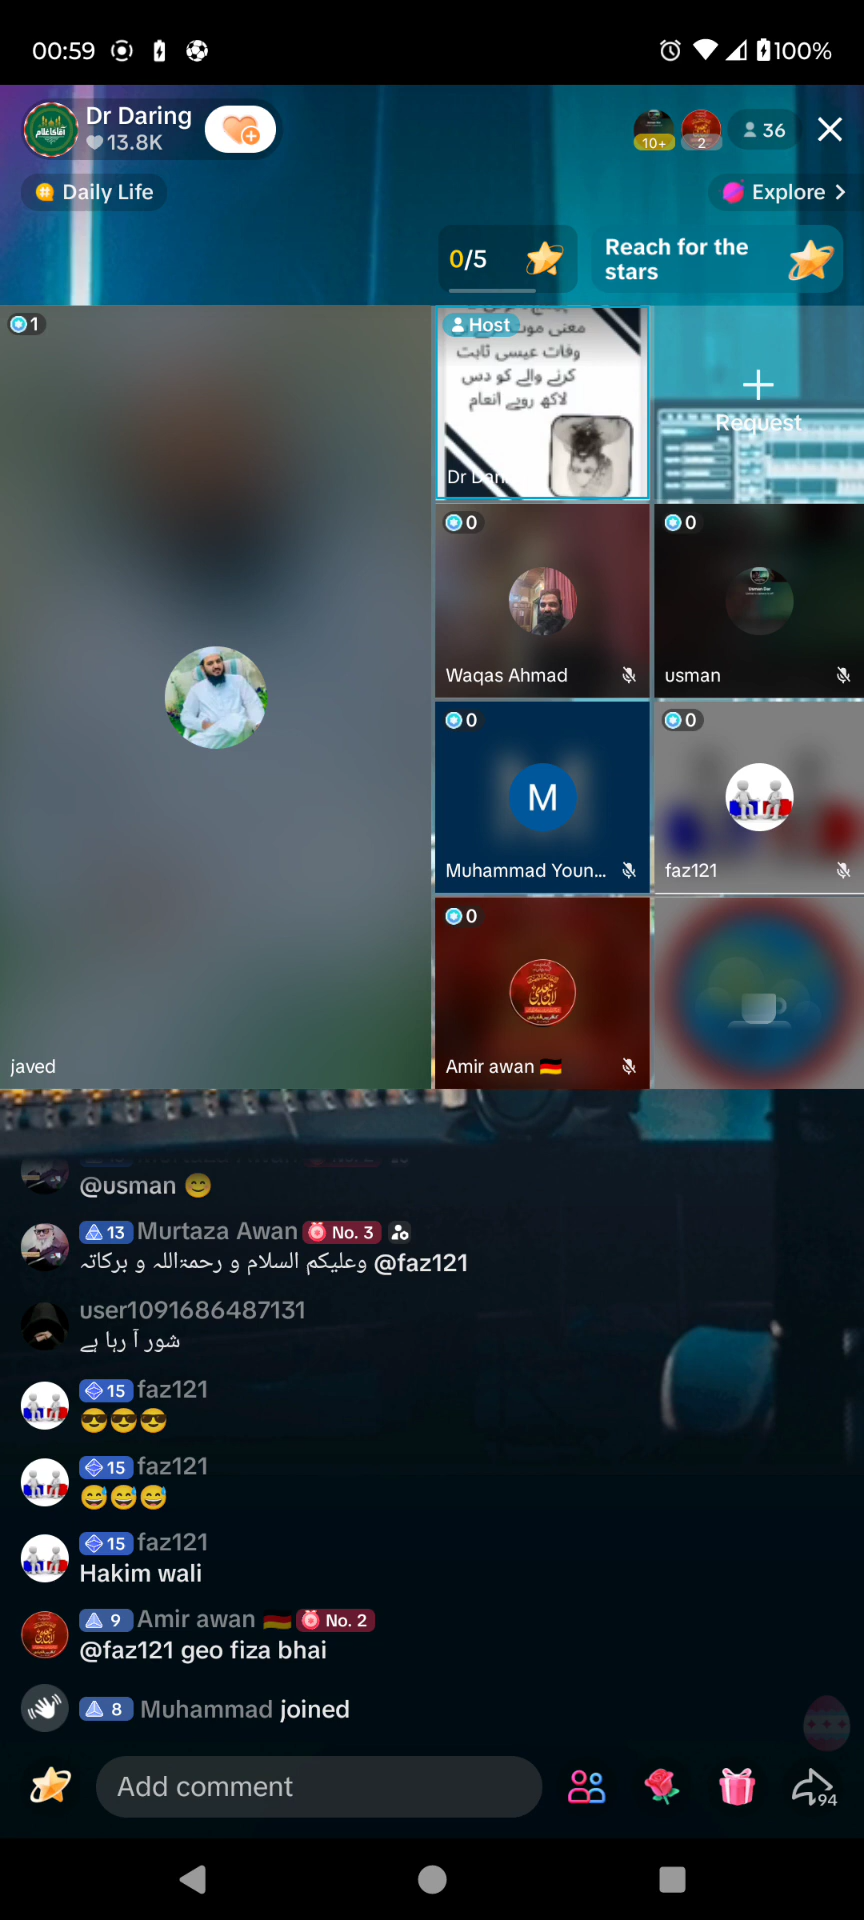 00:59
100%
Dr Daring
13.8K
10+
2
36
Daily Life
Explore
0/5
Reach for the
stars
1
Host
معنی موت
وفات عیسی ثابت
کرنے والے کو دس
لاکھ روپے انعام
Dr Dari
Request
0
0
Waqas Ahmad
usman
0
0
M
Muhammad Youn...
faz121
0
javed
Amir awan
@usman 😊
13 Murtaza Awan No. 3
وعلیکم السلام و رحمۃاللہ و برکاتہ @faz121
user1091686487131
شور آ رہا ہے
15 faz121
😎😎😎
15 faz121
😅😅😅
15 faz121
Hakim wali
9 Amir awan 🇩🇪 No. 2
@faz121 geo fiza bhai
8 Muhammad joined
Add comment
94